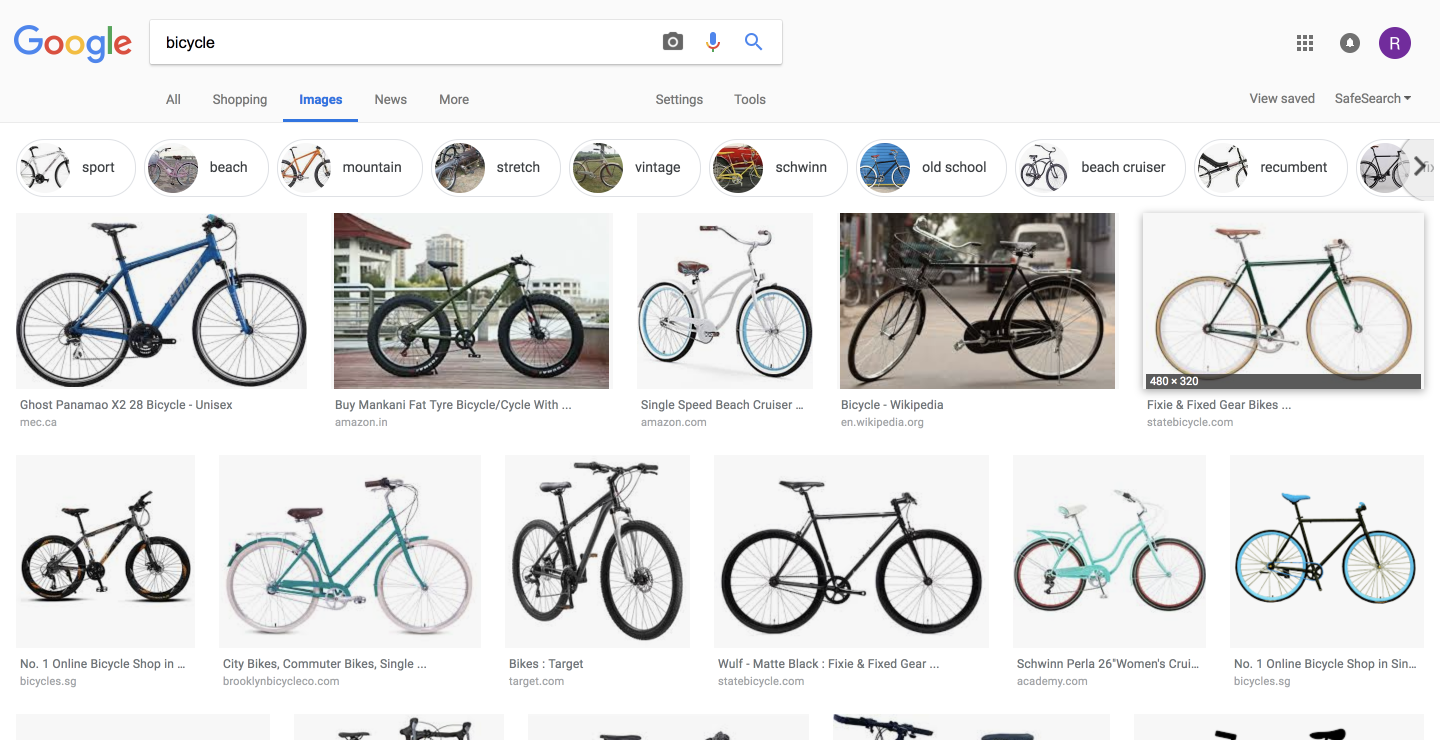 Google
bicycle
R
All Shopping Images News More Settings Tools View saved SafeSearch
sport beach mountain stretch vintage schwinn old school beach cruiser recumbent
GHOST
480 × 320
Ghost Panamao X2 28 Bicycle - Unisex
mec.ca
Buy Mankani Fat Tyre Bicycle/Cycle With ...
amazon.in
Single Speed Beach Cruiser ...
amazon.com
Bicycle - Wikipedia
en.wikipedia.org
Fixie & Fixed Gear Bikes ...
statebicycle.com
No. 1 Online Bicycle Shop in ...
bicycles.sg
City Bikes, Commuter Bikes, Single ...
brooklynbicycleco.com
Bikes : Target
target.com
Wulf - Matte Black : Fixie & Fixed Gear ...
statebicycle.com
Schwinn Perla 26"Women's Crui...
academy.com
No. 1 Online Bicycle Shop in Sin...
bicycles.sg